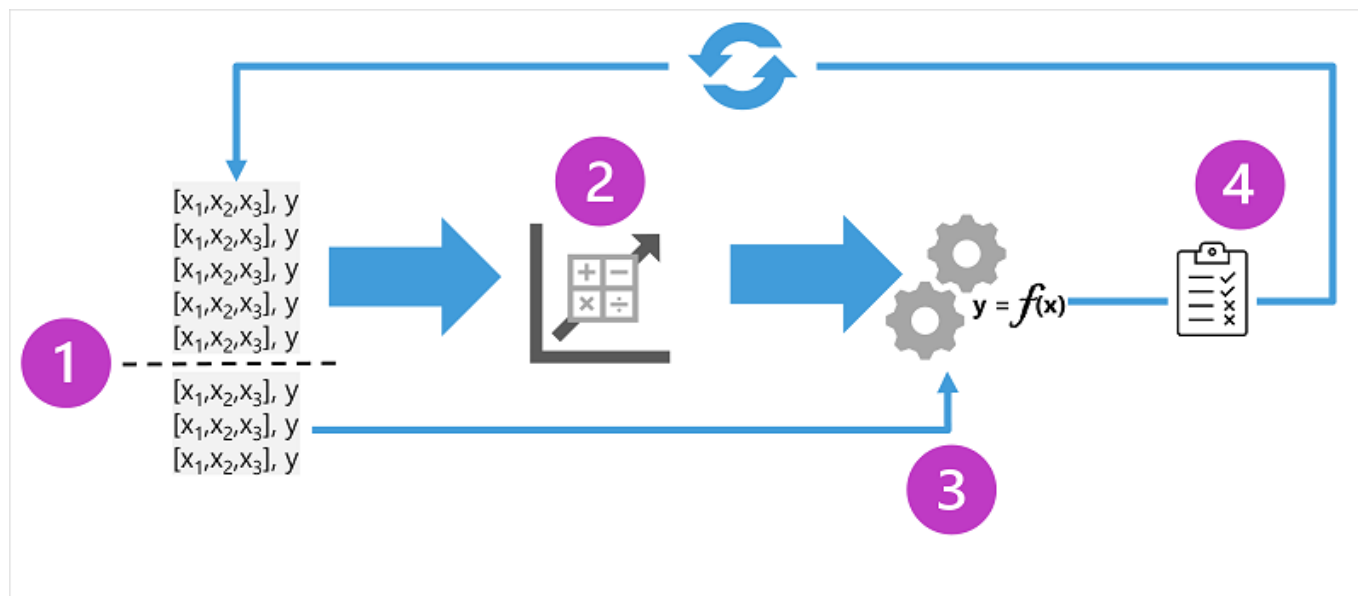 2
4
[x₁,x₂,x₃], y
[x₁,x₂,x₃], y
[x₁,x₂,x₃], y
[x₁,x₂,x₃], y
[x₁,x₂,x₃], y
+ −
× ÷
y = f(x)
1
[x₁,x₂,x₃], y
[x₁,x₂,x₃], y
[x₁,x₂,x₃], y
3